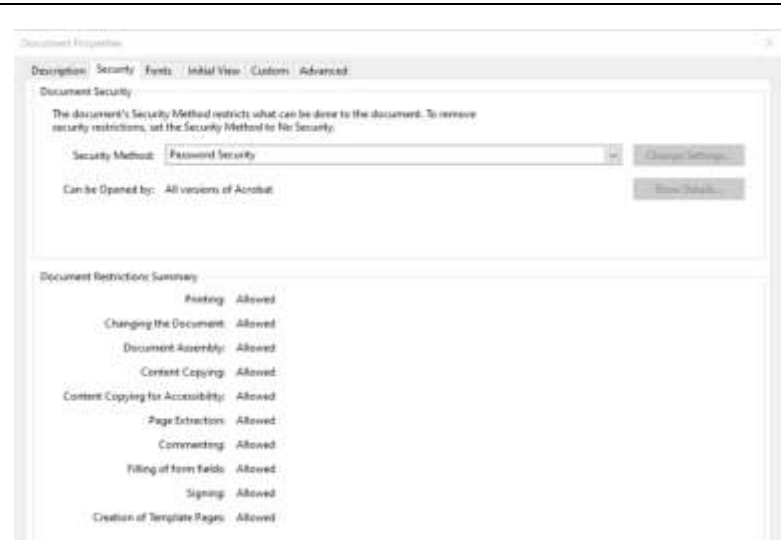 Document Properties
Description Security Fonts Initial View Custom Advanced
Document Security
The document's Security Method restricts what can be done to the document. To remove
security restrictions, set the Security Method to No Security.
Security Method: Password Security Change Settings...
Can be Opened by: All versions of Acrobat Show Details...
Document Restrictions Summary
Printing: Allowed
Changing the Document: Allowed
Document Assembly: Allowed
Content Copying: Allowed
Content Copying for Accessibility: Allowed
Page Extraction: Allowed
Commenting: Allowed
Filling of form fields: Allowed
Signing: Allowed
Creation of Template Pages: Allowed